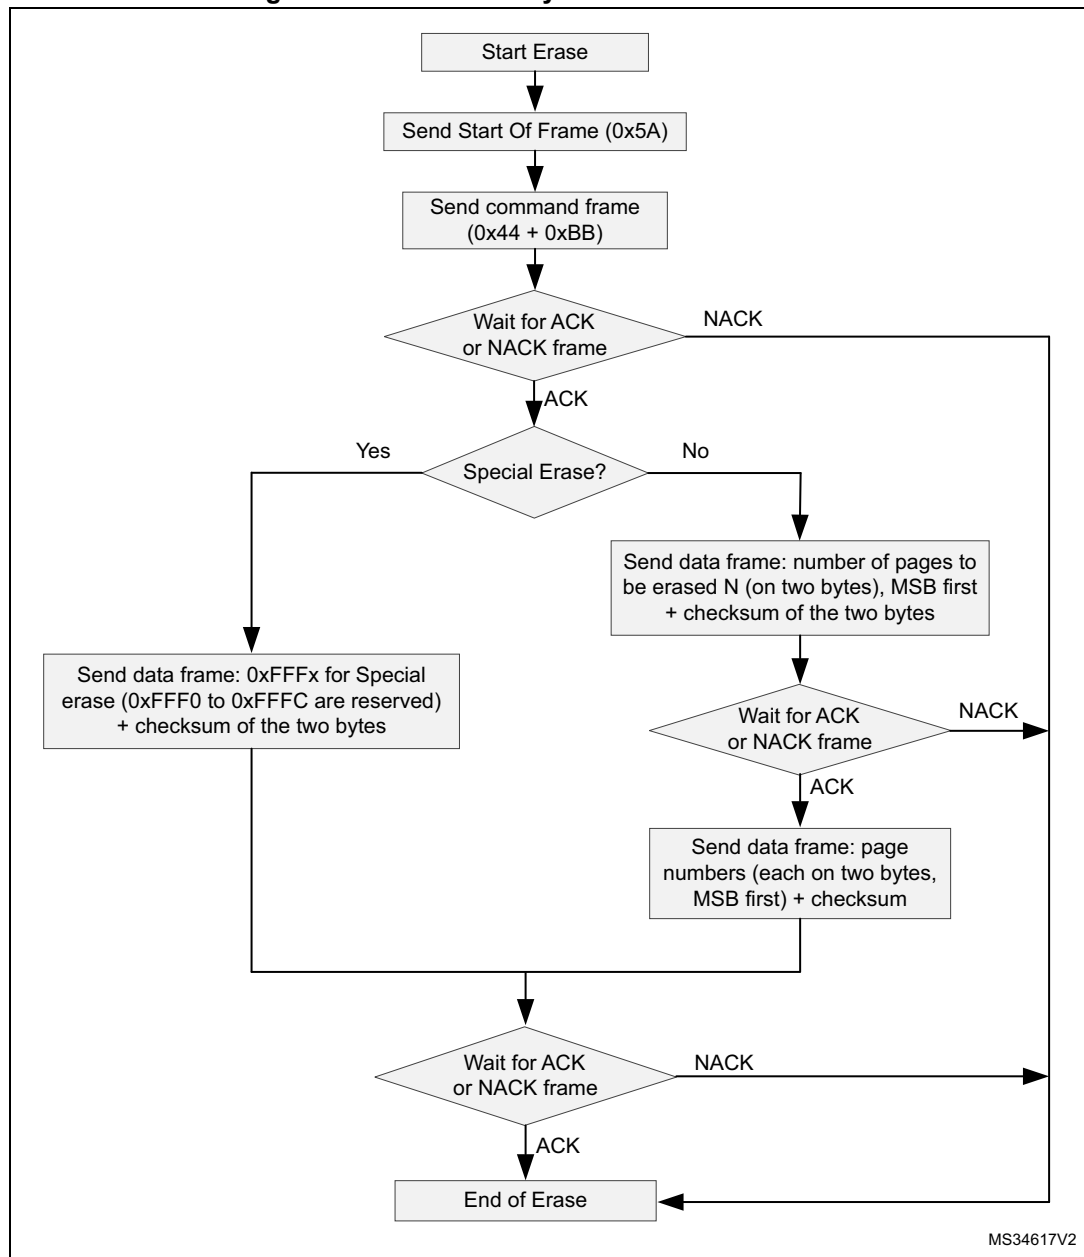 Start Erase
Send Start Of Frame (0x5A)
Send command frame
(0x44 + 0xBB)
Wait for ACK
or NACK frame
NACK
ACK
Special Erase?
Yes
No
Send data frame: number of pages to
be erased N (on two bytes), MSB first
+ checksum of the two bytes
Send data frame: 0xFFFx for Special
erase (0xFFF0 to 0xFFFC are reserved)
+ checksum of the two bytes
Wait for ACK
or NACK frame
NACK
ACK
Send data frame: page
numbers (each on two bytes,
MSB first) + checksum
Wait for ACK
or NACK frame
NACK
ACK
End of Erase
MS34617V2